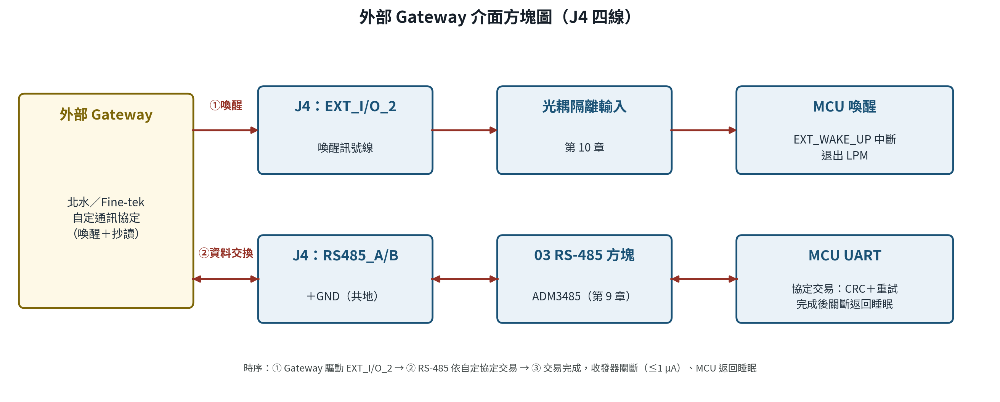 外部 Gateway 介面方塊圖（J4 四線）
外部 Gateway
北水／Fine-tek
自定通訊協定
（喚醒＋抄讀）
①喚醒
J4：EXT_I/O_2
喚醒訊號線
光耦隔離輸入
第 10 章
MCU 喚醒
EXT_WAKE_UP 中斷
退出 LPM
②資料交換
J4：RS485_A/B
＋GND（共地）
03 RS-485 方塊
ADM3485（第 9 章）
MCU UART
協定交易：CRC＋重試
完成後關斷返回睡眠
時序：① Gateway 驅動 EXT_I/O_2 → ② RS-485 依自定協定交易 → ③ 交易完成，收發器關斷（≤1 μA）、MCU 返回睡眠